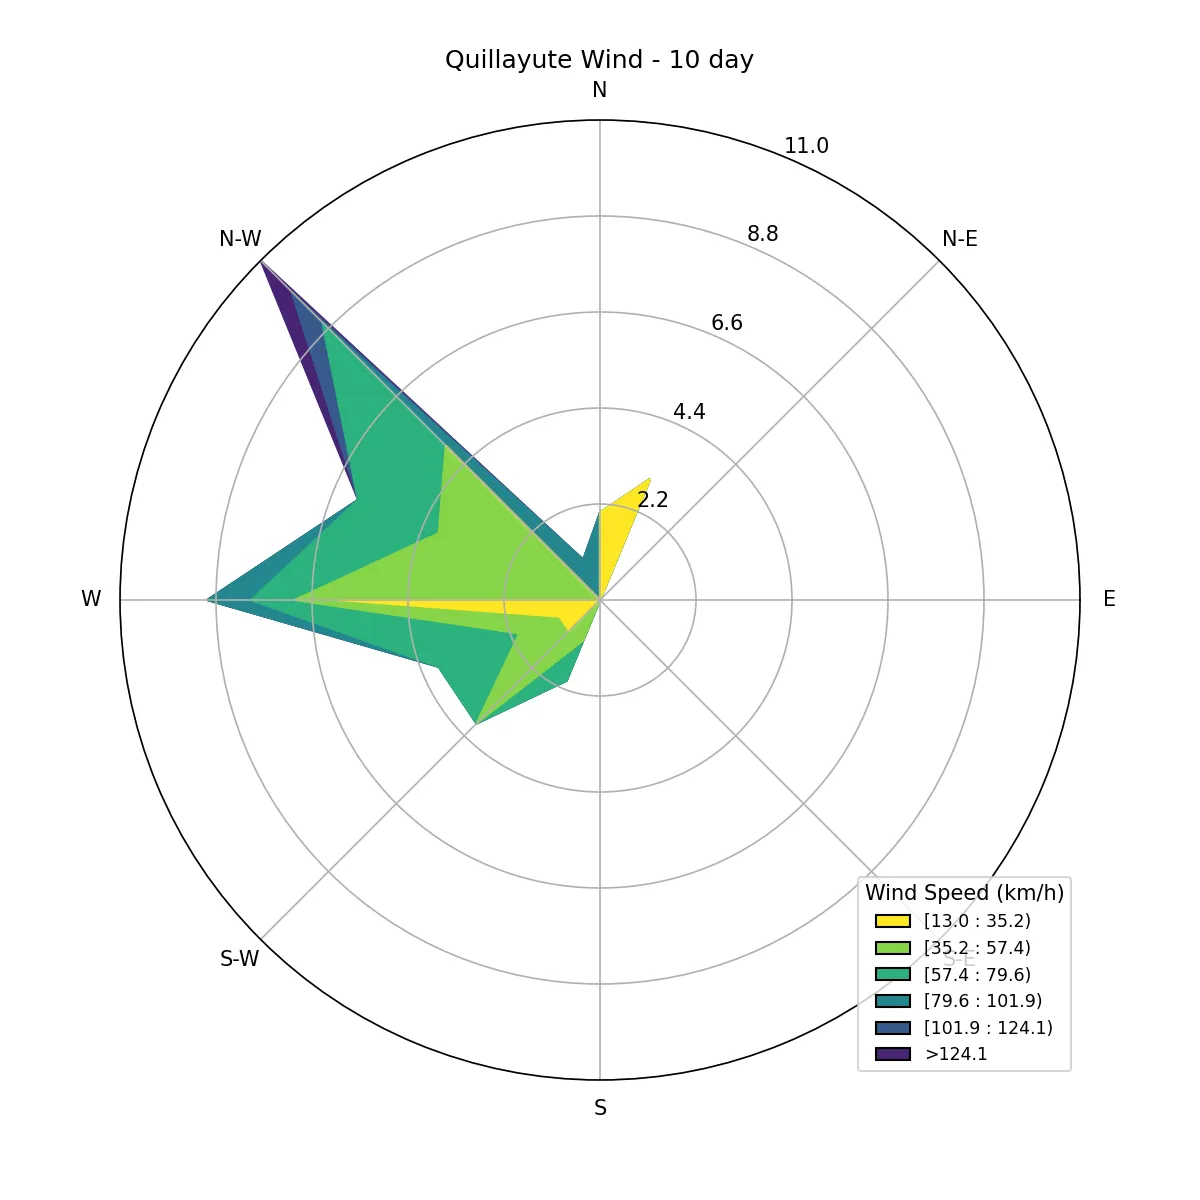 Quillayute Wind - 10 day
N
11.0
N-W
8.8
N-E
6.6
4.4
2.2
W
E
S-W
S-E
S
Wind Speed (km/h)
[13.0 : 35.2)
[35.2 : 57.4)
[57.4 : 79.6)
[79.6 : 101.9)
[101.9 : 124.1)
>124.1